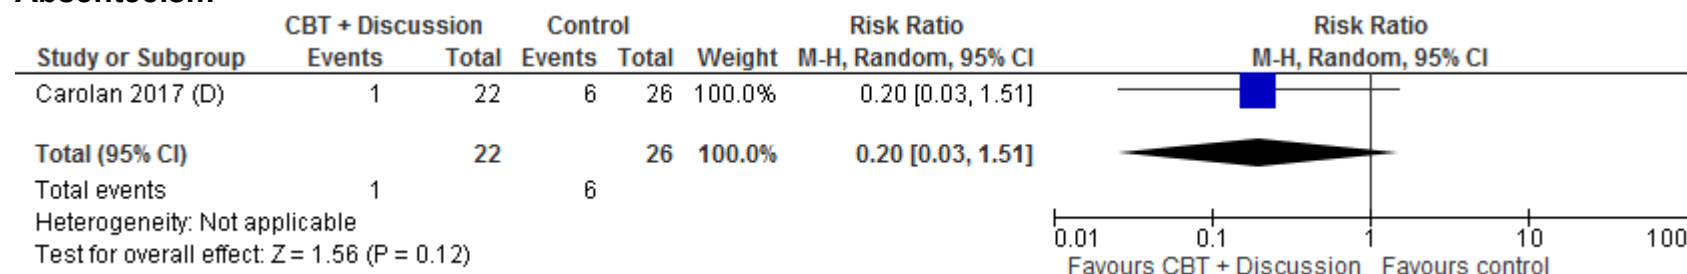 Absenteeism
CBT + Discussion Control Risk Ratio Risk Ratio
Study or Subgroup Events Total Events Total Weight M-H, Random, 95% CI M-H, Random, 95% CI
Carolan 2017 (D) 1 22 6 26 100.0% 0.20 [0.03, 1.51]
Total (95% CI) 22 26 100.0% 0.20 [0.03, 1.51]
Total events 1 6
Heterogeneity: Not applicable
Test for overall effect: Z = 1.56 (P = 0.12)
0.01 0.1 1 10 100
Favours CBT + Discussion Favours control